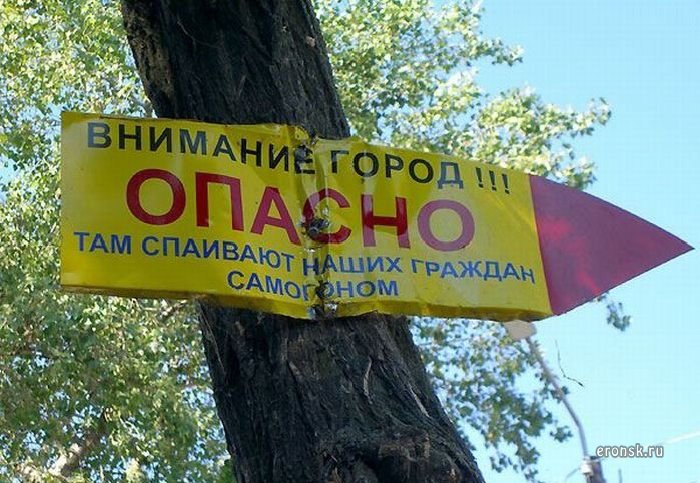 ВНИМАНИЕ ГОРОД !!!
ОПАСНО
ТАМ СПАИВАЮТ НАШИХ ГРАЖДАН
САМОГОНОМ
eronsk.ru